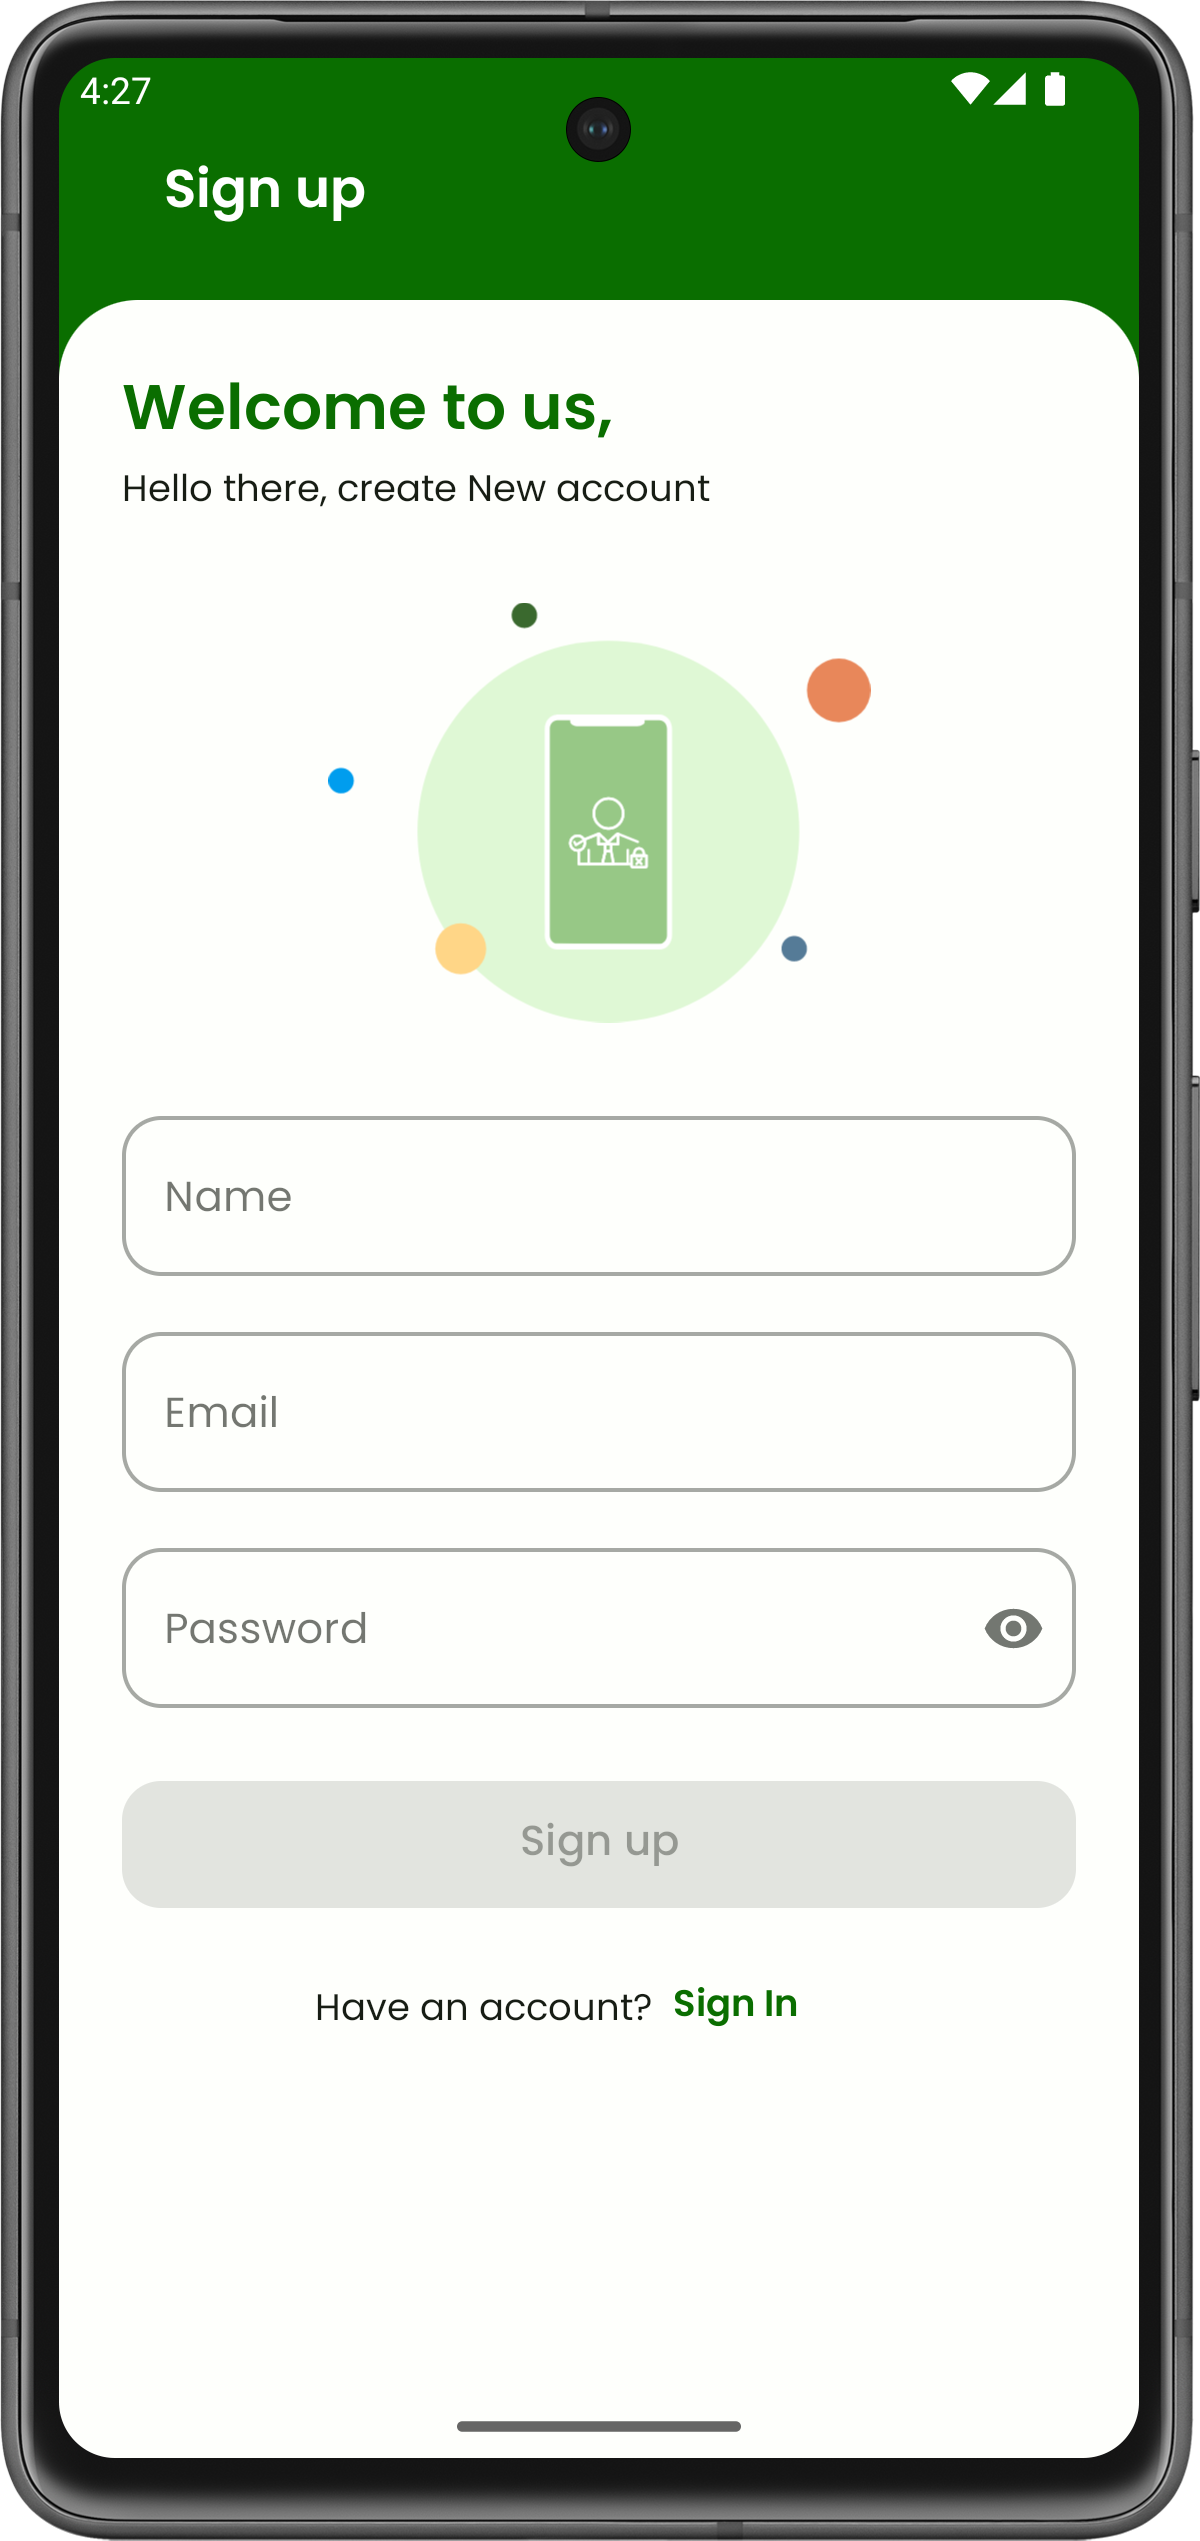 4:27
Sign up
Welcome to us,
Hello there, create New account
Name
Email
Password
Sign up
Have an account? Sign In